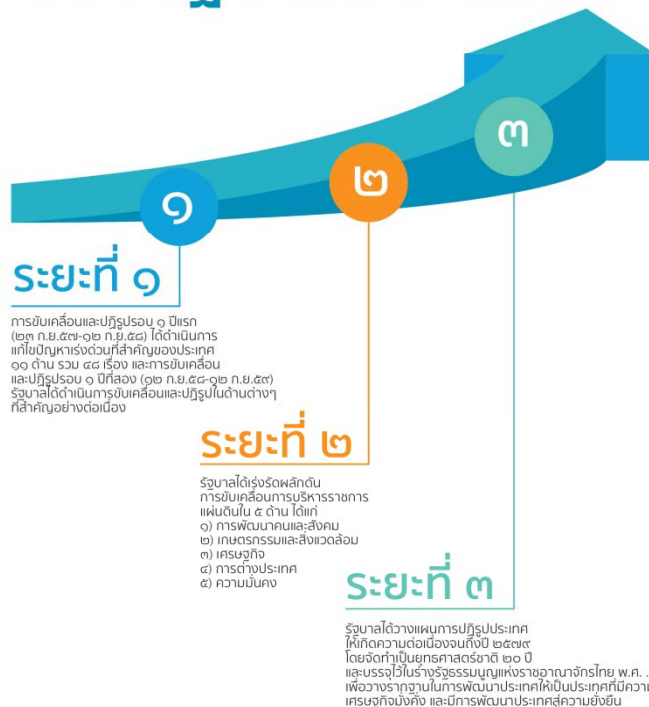 ๑
๒
๓
ระยะที่ ๑
การขับเคลื่อนและปฏิรูปรอบ ๑ ปีแรก
(๒๓ ก.ย.๕๗-๑๒ ก.ย.๕๘) ได้ดำเนินการ
แก้ไขปัญหาเร่งด่วนที่สำคัญของประเทศ
๑๑ ด้าน รวม ๔๘ เรื่อง และการขับเคลื่อน
และปฏิรูปรอบ ๑ ปีที่สอง (๑๒ ก.ย.๕๘-๑๒ ก.ย.๕๙)
รัฐบาลได้ดำเนินการขับเคลื่อนและปฏิรูปในด้านต่างๆ
ที่สำคัญอย่างต่อเนื่อง
ระยะที่ ๒
รัฐบาลได้เร่งรัดผลักดัน
การขับเคลื่อนการบริหารราชการ
แผ่นดินใน ๕ ด้าน ได้แก่
๑) การพัฒนาคนและสังคม
๒) เกษตรกรรมและสิ่งแวดล้อม
๓) เศรษฐกิจ
๔) การต่างประเทศ
๕) ความมั่นคง
ระยะที่ ๓
รัฐบาลได้วางแผนการปฏิรูปประเทศ
ให้เกิดความต่อเนื่องจนถึงปี ๒๕๗๙
โดยจัดทำเป็นยุทธศาสตร์ชาติ ๒๐ ปี
และบรรจุไว้ในร่างรัฐธรรมนูญแห่งราชอาณาจักรไทย พ.ศ. ..
เพื่อวางรากฐานในการพัฒนาประเทศให้เป็นประเทศที่มีความ
เศรษฐกิจมั่งคั่ง และมีการพัฒนาประเทศสู่ความยั่งยืน